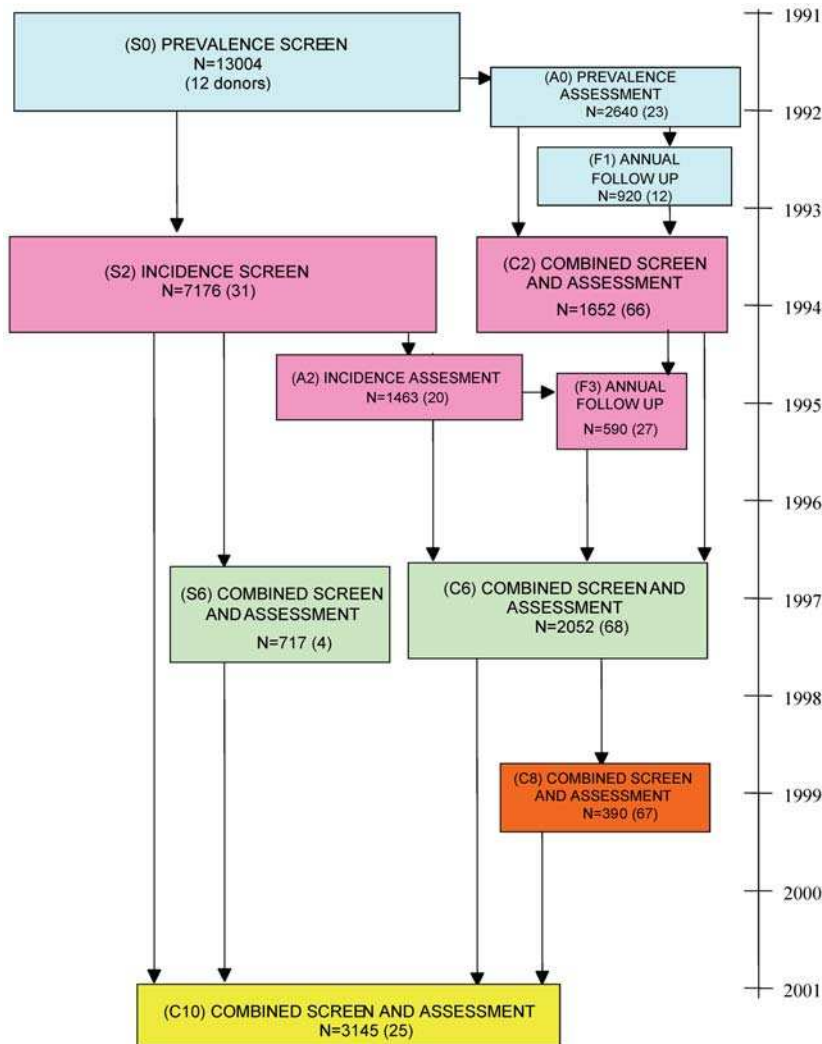 (S0) PREVALENCE SCREEN
N=13004
(12 donors)
(A0) PREVALENCE
ASSESSMENT
N=2640 (23)
(F1) ANNUAL
FOLLOW UP
N=920 (12)
(S2) INCIDENCE SCREEN
N=7176 (31)
(C2) COMBINED SCREEN
AND ASSESSMENT
N=1652 (66)
(A2) INCIDENCE ASSESMENT
N=1463 (20)
(F3) ANNUAL
FOLLOW UP
N=590 (27)
(S6) COMBINED SCREEN
AND ASSESSMENT
N=717 (4)
(C6) COMBINED SCREEN AND
ASSESSMENT
N=2052 (68)
(C8) COMBINED SCREEN
AND ASSESSMENT
N=390 (67)
(C10) COMBINED SCREEN AND ASSESSMENT
N=3145 (25)
1991
1992
1993
1994
1995
1996
1997
1998
1999
2000
2001